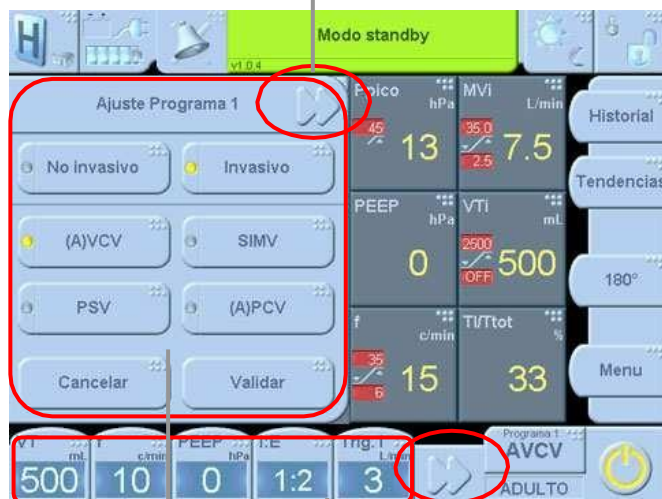 H
Modo standby
v1.0.4
Ajuste Programa 1
No invasivo
Invasivo
(A)VCV
SIMV
PSV
(A)PCV
Cancelar
Validar
Ppico
hPa
45
13
MVi
L/min
35.0
2.5
7.5
PEEP
hPa
0
VTi
mL
2500
OFF
500
f
c/min
35
6
15
TI/Ttot
%
33
Historial
Tendencias
180°
Menu
VT
mL
500
f
c/min
10
PEEP
hPa
0
I:E
1:2
Trig. I
L/min
3
Programa 1
AVCV
ADULTO